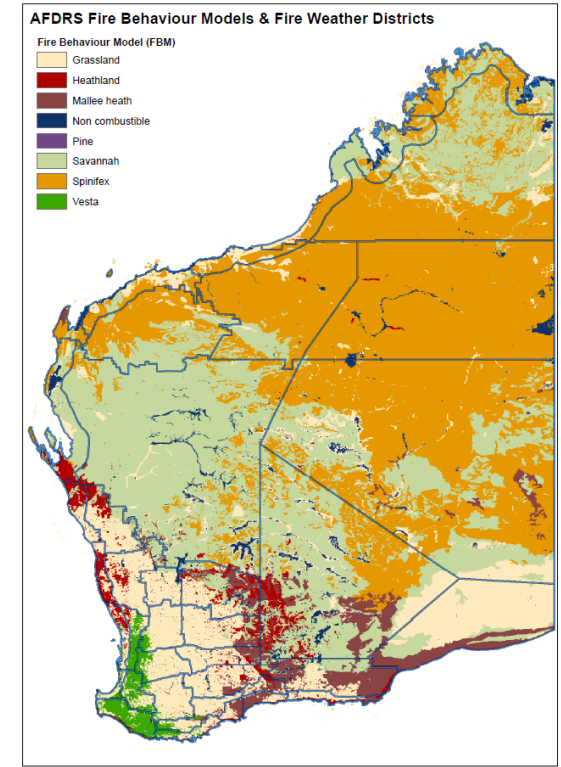 AFDRS Fire Behaviour Models & Fire Weather Districts
Fire Behaviour Model (FBM)
Grassland
Heathland
Mallee heath
Non combustible
Pine
Savannah
Spinifex
Vesta